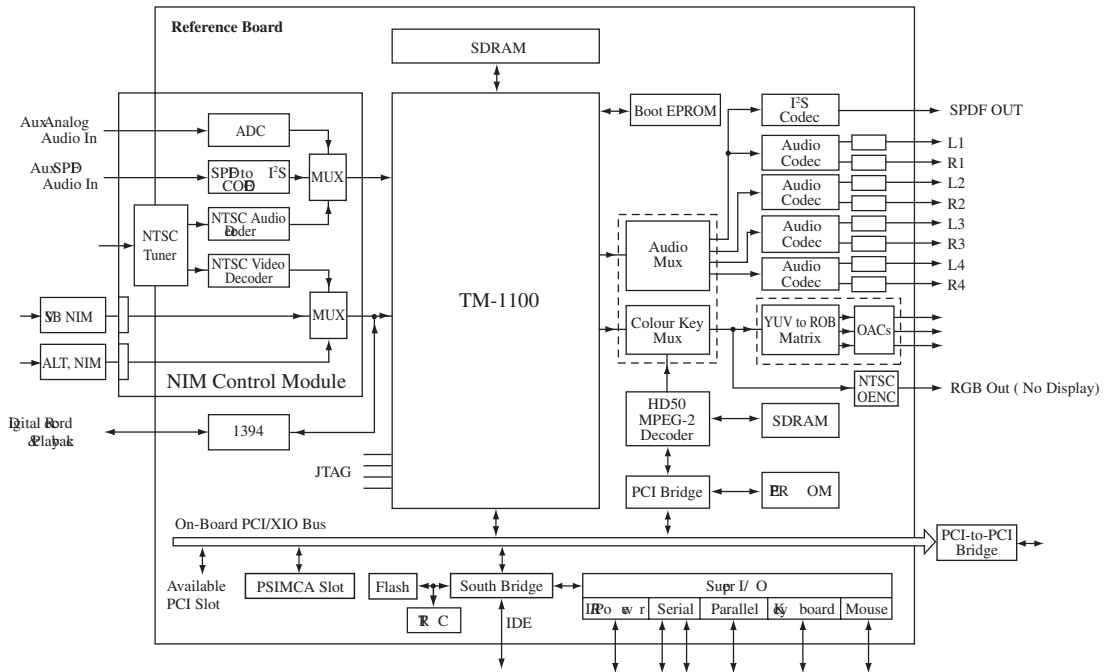 Reference Board
SDRAM
Aux Analog
Audio In
ADC
Boot EPROM
I²S
Codec
SPDF OUT
Audio In
I²S
MUX
Audio
Codec
L1
R1
Audio
Codec
L2
R2
NTSC
Tuner
NTSC Audio
NTSC Video
Decoder
TM-1100
Audio
Mux
Audio
Codec
L3
R3
Audio
Codec
L4
R4
NIM
MUX
Colour Key
Mux
YUV to ROB
Matrix
OACs
ALT, NIM
NIM Control Module
NTSC
OENC
RGB Out ( No Display)
HD50
MPEG-2
Decoder
SDRAM
1394
JTAG
PCI Bridge
On-Board PCI/XIO Bus
PCI-to-PCI
Bridge
Available
PCI Slot
PSIMCA Slot
Flash
South Bridge
IDE
I/O
Serial
Parallel
Mouse